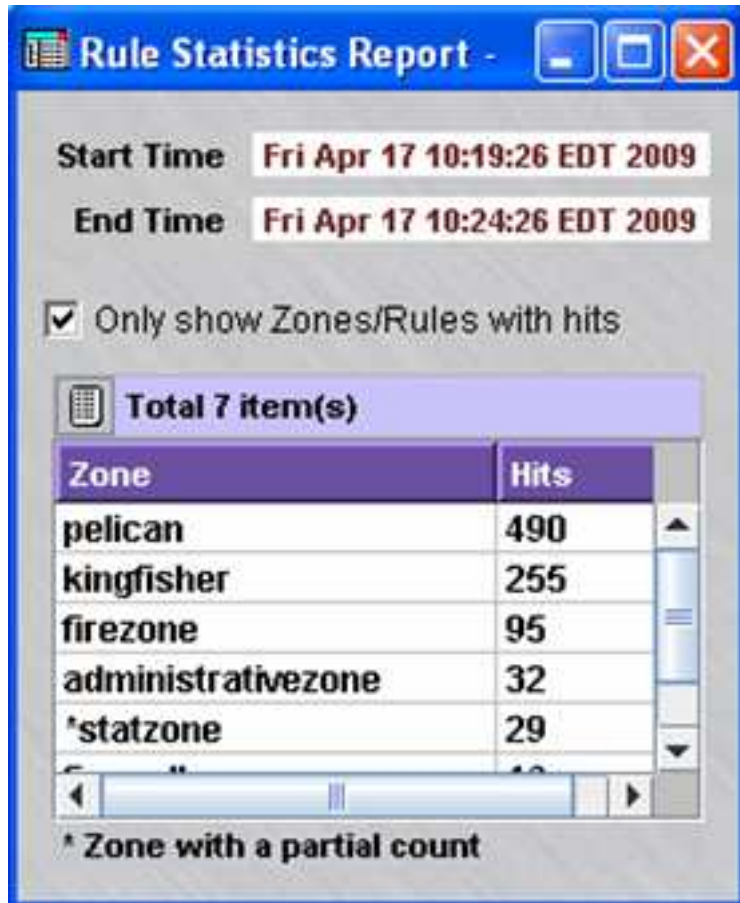 Rule Statistics Report -
Start Time Fri Apr 17 10:19:26 EDT 2009
End Time Fri Apr 17 10:24:26 EDT 2009
Only show Zones/Rules with hits
Total 7 item(s)
Zone Hits
pelican 490
kingfisher 255
firezone 95
administrativezone 32
*statzone 29
* Zone with a partial count